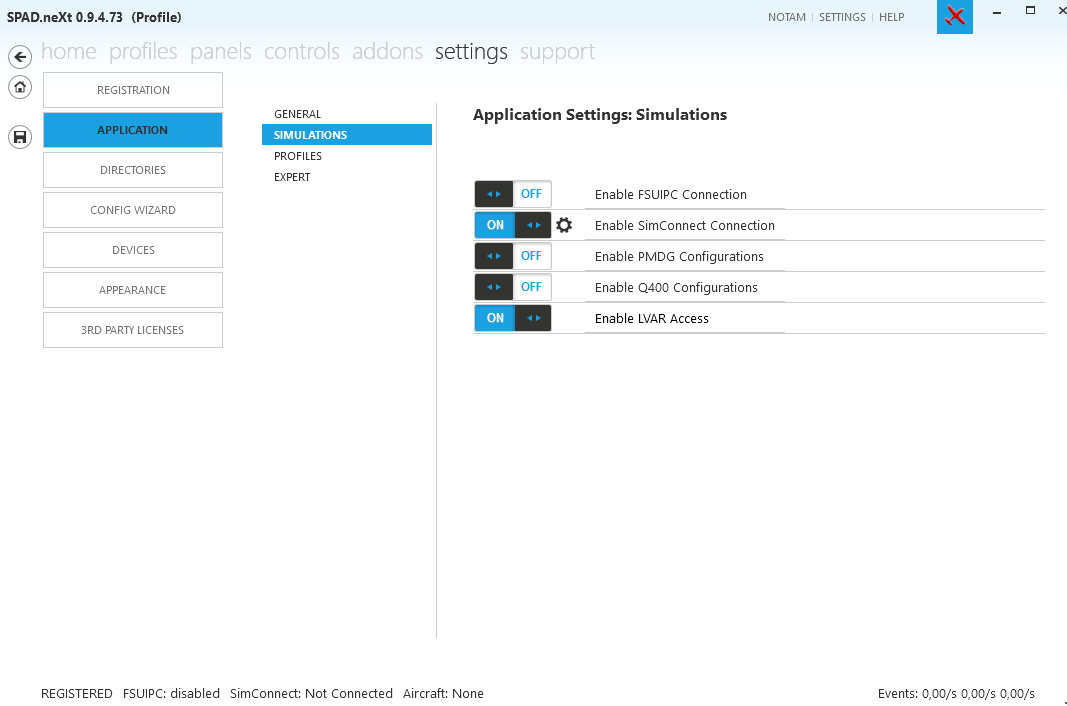 SPAD.neXt 0.9.4.73 (Profile)
NOTAM | SETTINGS | HELP
home profiles panels controls addons settings support
REGISTRATION
APPLICATION
DIRECTORIES
CONFIG WIZARD
DEVICES
APPEARANCE
3RD PARTY LICENSES
GENERAL
SIMULATIONS
PROFILES
EXPERT
Application Settings: Simulations
OFF Enable FSUIPC Connection
ON Enable SimConnect Connection
OFF Enable PMDG Configurations
OFF Enable Q400 Configurations
ON Enable LVAR Access
REGISTERED FSUIPC: disabled SimConnect: Not Connected Aircraft: None
Events: 0,00/s 0,00/s 0,00/s